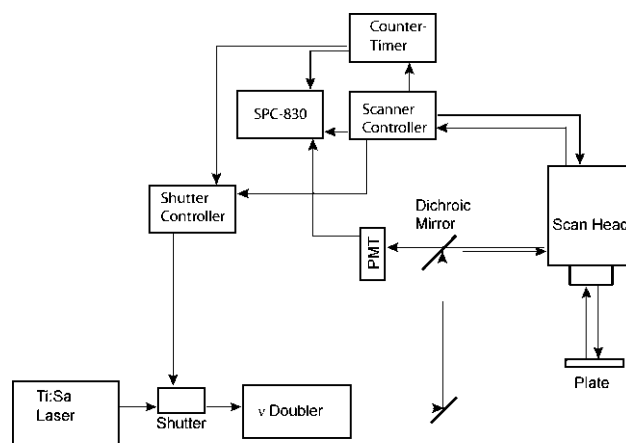 Counter-
Timer
SPC-830
Scanner
Controller
Shutter
Controller
Dichroic
Mirror
PMT
Scan Head
Plate
Ti:Sa
Laser
Shutter
ν Doubler